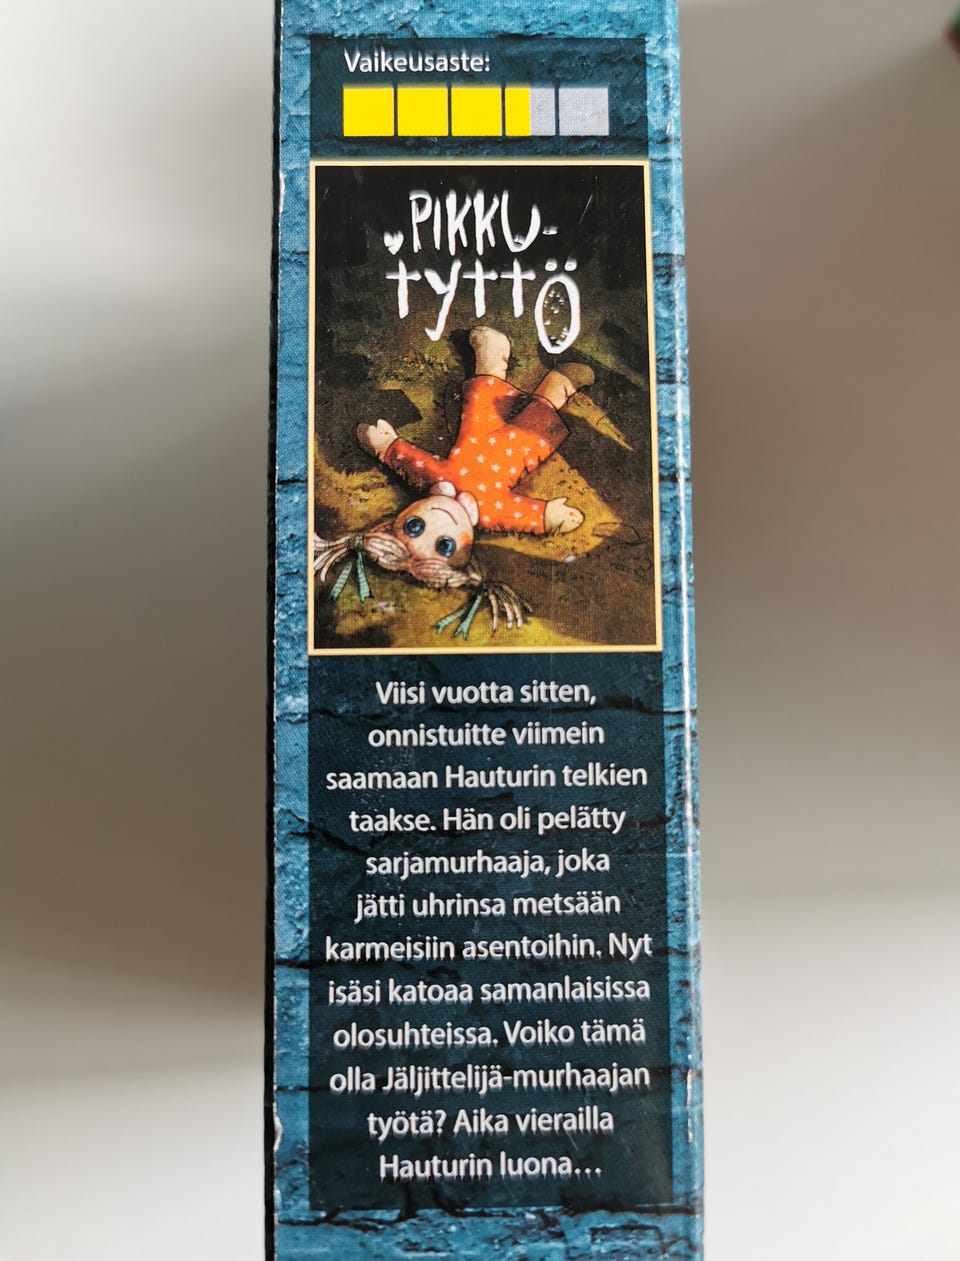 Vaikeusaste:
PIKKU-
tyttÖ
Viisi vuotta sitten,
onnistuitte viimein
saamaan Hauturin telkien
taakse. Hän oli pelätty
sarjamurhaaja, joka
jätti uhrinsa metsään
karmeisiin asentoihin. Nyt
isäsi katoaa samanlaisissa
olosuhteissa. Voiko tämä
olla Jäljittelijä-murhaajan
työtä? Aika vierailla
Hauturin luona...